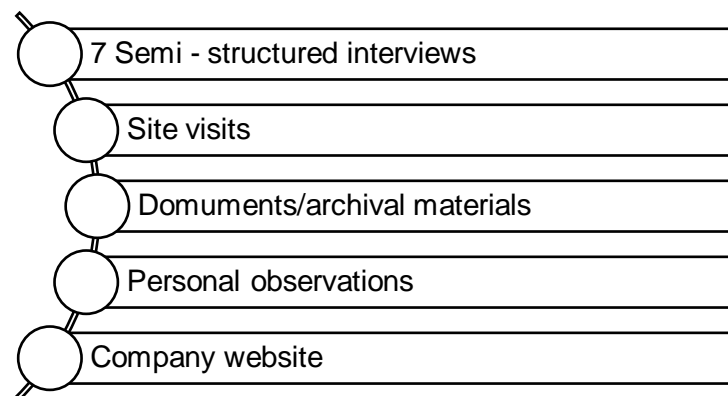 7 Semi - structured interviews
Site visits
Domuments/archival materials
Personal observations
Company website